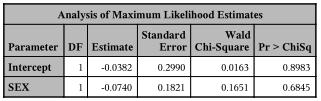 Analysis of Maximum Likelihood Estimates
Parameter DF Estimate Standard Error Wald Chi-Square Pr > ChiSq
Intercept 1 -0.0382 0.2990 0.0163 0.8983
SEX 1 -0.0740 0.1821 0.1651 0.6845